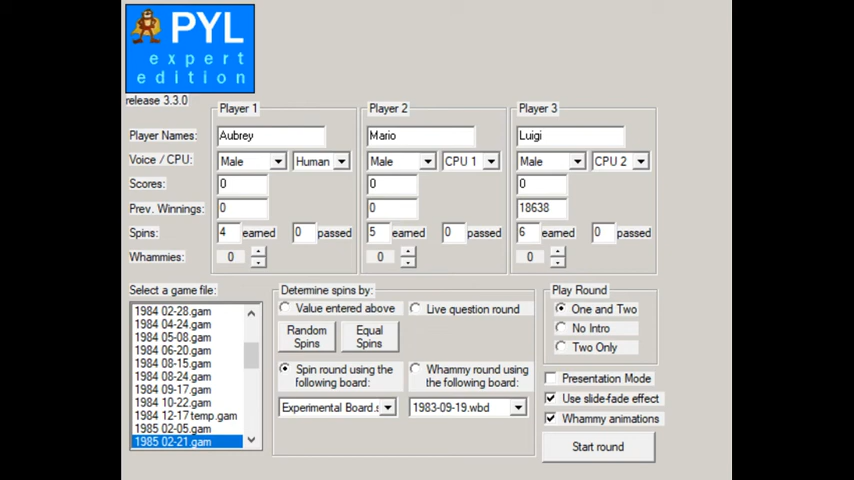 PYL
expert
edition
release 3.3.0
Player 1
Player 2
Player 3
Player Names:
Aubrey
Mario
Luigi
Voice / CPU:
Male
Human
Male
CPU 1
Male
CPU 2
Scores:
0
0
0
Prev. Winnings:
0
0
18638
Spins:
4 earned
0 passed
5 earned
0 passed
6 earned
0 passed
Whammies:
0
0
0
Select a game file:
1984 02-28.gam
1984 04-24.gam
1984 05-08.gam
1984 06-20.gam
1984 08-15.gam
1984 08-24.gam
1984 09-17.gam
1984 10-22.gam
1984 12-17 temp.gam
1985 02-05.gam
1985 02-21.gam
Determine spins by:
Value entered above
Live question round
Random
Spins
Equal
Spins
Spin round using the
following board:
Whammy round using
the following board:
Experimental Board.s
1983-09-19.wbd
Play Round
One and Two
No Intro
Two Only
Presentation Mode
Use slide-fade effect
Whammy animations
Start round